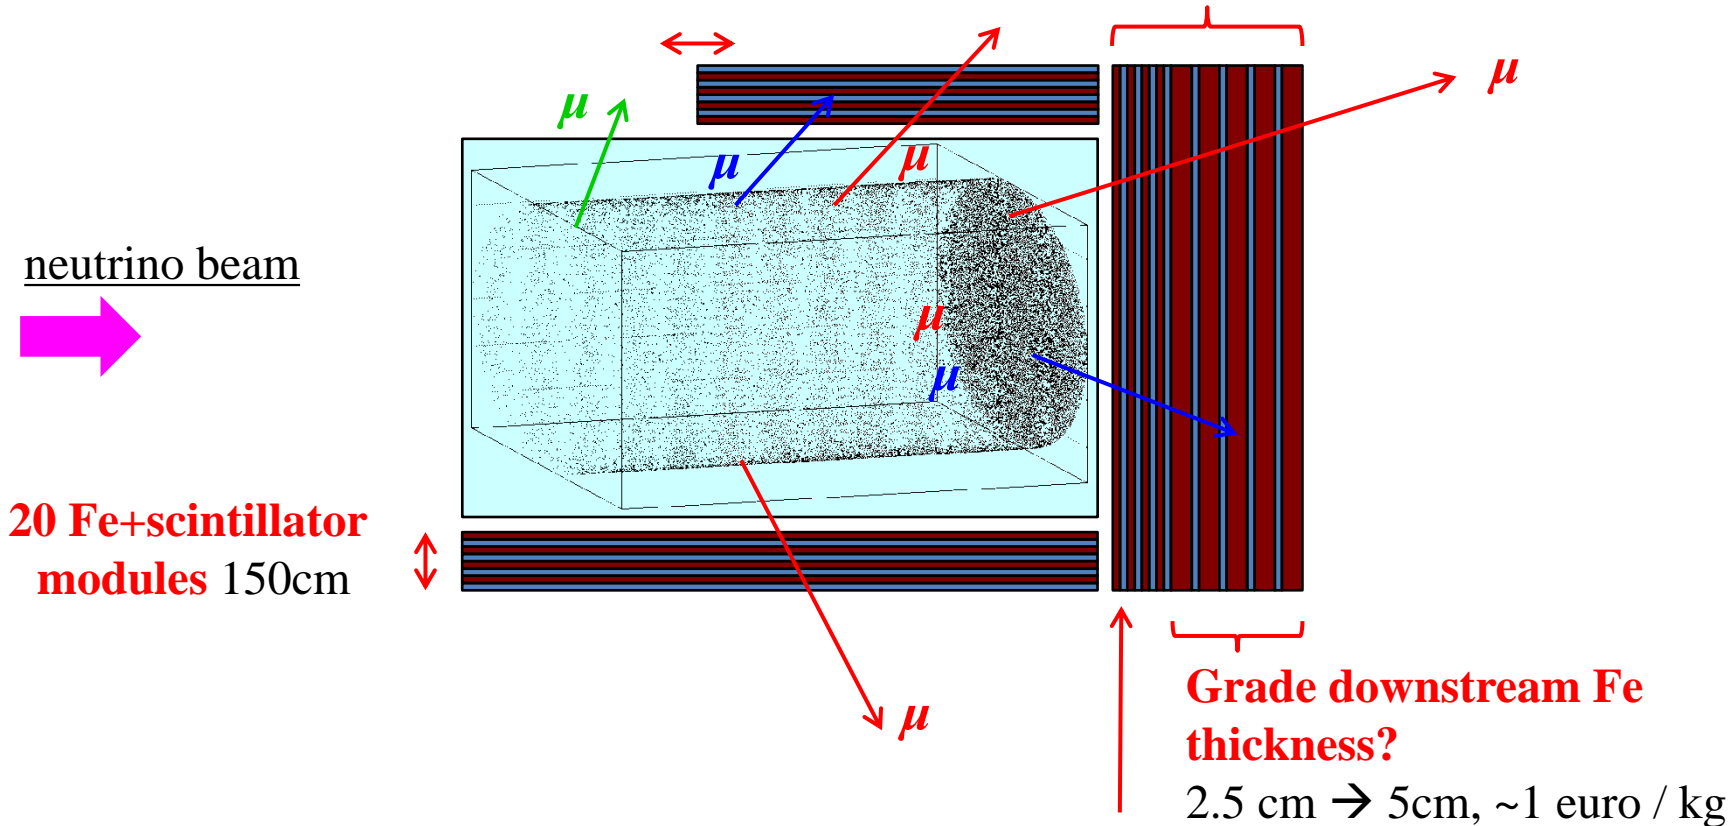 μ
μ
μ
μ
neutrino beam
μ
μ
20 Fe+scintillator
modules 150cm
μ
Grade downstream Fe
thickness?
2.5 cm → 5cm, ~1 euro / kg